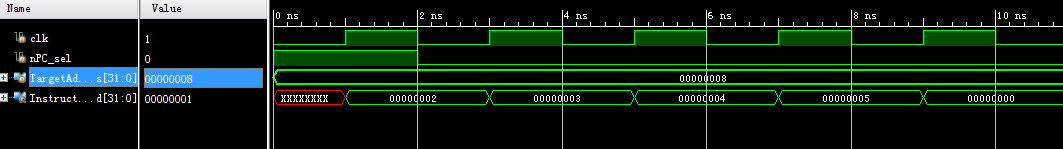 Name Value 0 ns 2 ns 4 ns 6 ns 8 ns 10 ns
clk 1
nPC_sel 0
TargetAd...s[31:0] 00000008 00000008
Instruct...d[31:0] 00000001 XXXXXXXX 00000002 00000003 00000004 00000005 00000000